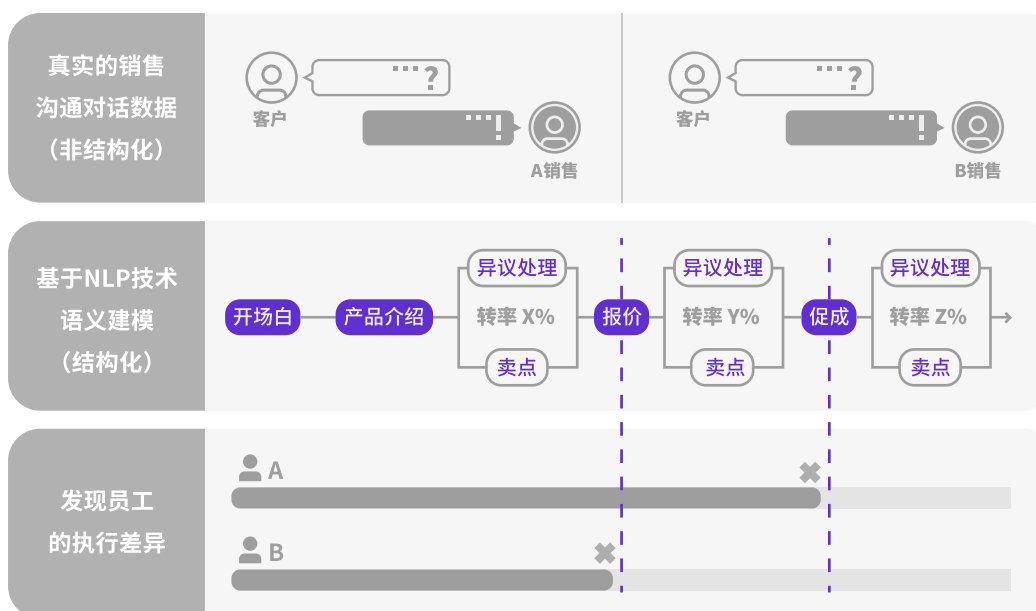 真实的销售
沟通对话数据
（非结构化）
...?
客户
...!
A销售
...?
客户
...!
B销售
基于NLP技术
语义建模
（结构化）
开场白
产品介绍
异议处理
转率 X%
卖点
报价
异议处理
转率 Y%
卖点
促成
异议处理
转率 Z%
卖点
发现员工
的执行差异
A
B